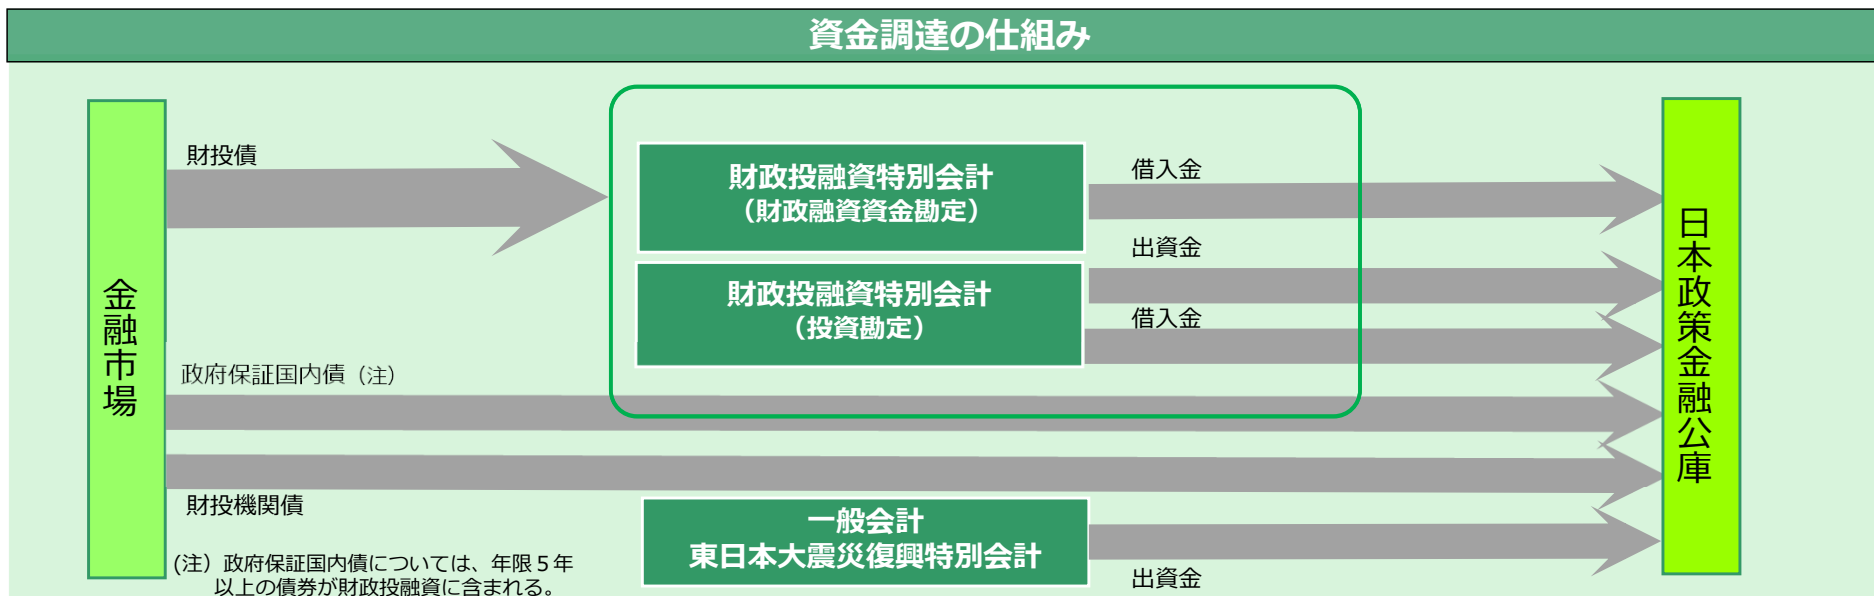 資金調達の仕組み
金融市場
財投債
財政投融資特別会計
（財政融資資金勘定）
借入金
出資金
財政投融資特別会計
（投資勘定）
借入金
政府保証国内債（注）
財投機関債
一般会計
東日本大震災復興特別会計
出資金
(注）政府保証国内債については、年限５年
以上の債券が財政投融資に含まれる。
日本政策金融公庫